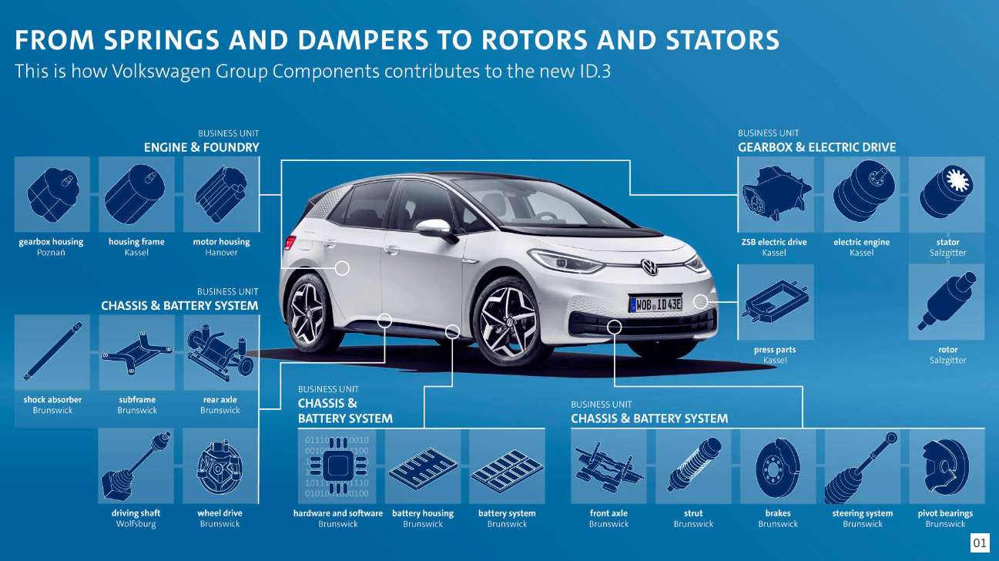 FROM SPRINGS AND DAMPERS TO ROTORS AND STATORS
This is how Volkswagen Group Components contributes to the new ID.3
BUSINESS UNIT
ENGINE & FOUNDRY
gearbox housing
Poznań
housing frame
Kassel
motor housing
Hanover
BUSINESS UNIT
GEARBOX & ELECTRIC DRIVE
ZSB electric drive
Kassel
electric engine
Kassel
stator
Salzgitter
press parts
Kassel
rotor
Salzgitter
WOB ID 43E
BUSINESS UNIT
CHASSIS & BATTERY SYSTEM
shock absorber
Brunswick
subframe
Brunswick
rear axle
Brunswick
driving shaft
Wolfsburg
wheel drive
Brunswick
BUSINESS UNIT
CHASSIS &
BATTERY SYSTEM
hardware and software
Brunswick
battery housing
Brunswick
battery system
Brunswick
BUSINESS UNIT
CHASSIS & BATTERY SYSTEM
front axle
Brunswick
strut
Brunswick
brakes
Brunswick
steering system
Brunswick
pivot bearings
Brunswick
01